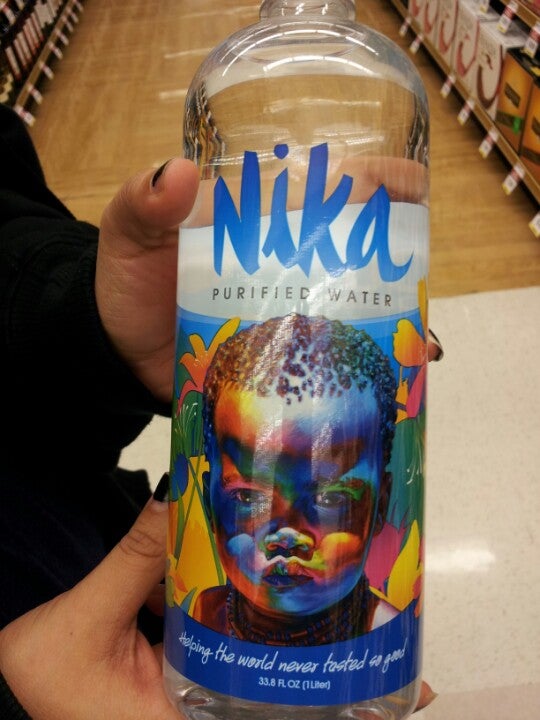 Nika
PURIFIED WATER
Helping the world never tasted so good
33.8 FL OZ (1 Liter)